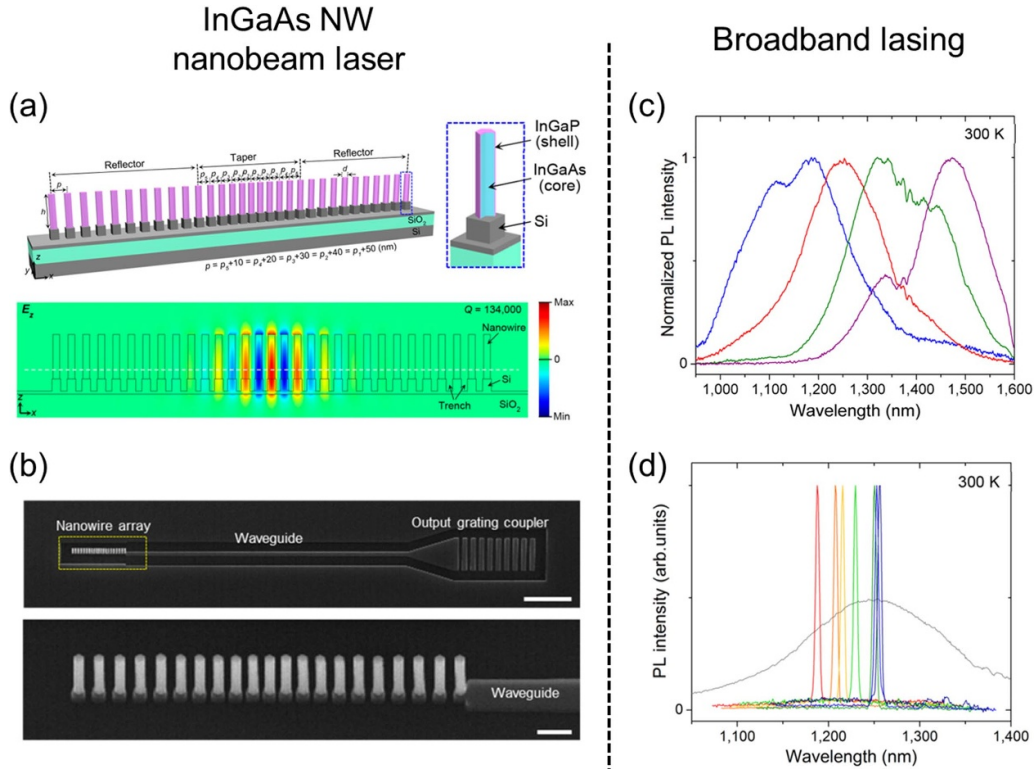 InGaAs NW
nanobeam laser
(a)
Reflector
Taper
Reflector
p
h
d
SiO₂
Si
z
y
x
p = p₅+10 = p₄+20 = p₃+30 = p₂+40 = p₁+50 (nm)
InGaP
(shell)
InGaAs
(core)
Si
E_z
Q = 134,000
Nanowire
Si
Trench
SiO₂
z
x
Max
0
Min
(b)
Nanowire array
Waveguide
Output grating coupler
Waveguide
Broadband lasing
(c)
300 K
1
0
Normalized PL intensity
1,000
1,100
1,200
1,300
1,400
1,500
1,600
Wavelength (nm)
(d)
300 K
0
PL intensity (arb.units)
1,100
1,200
1,300
1,400
Wavelength (nm)